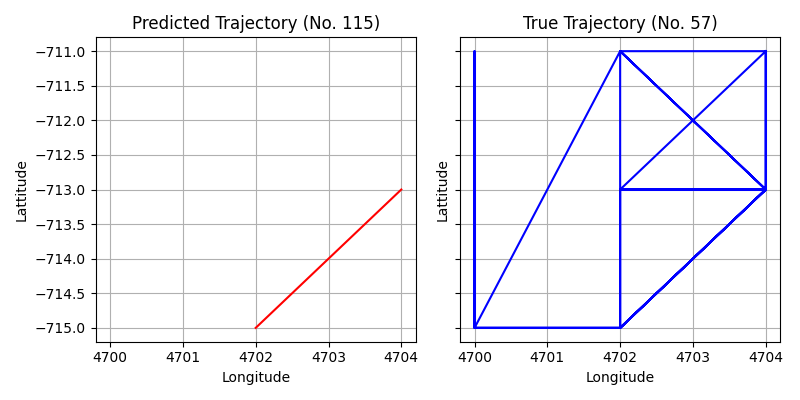 Predicted Trajectory (No. 115)
Lattitude
−711.0
−711.5
−712.0
−712.5
−713.0
−713.5
−714.0
−714.5
−715.0
4700 4701 4702 4703 4704
Longitude
True Trajectory (No. 57)
Lattitude
4700 4701 4702 4703 4704
Longitude